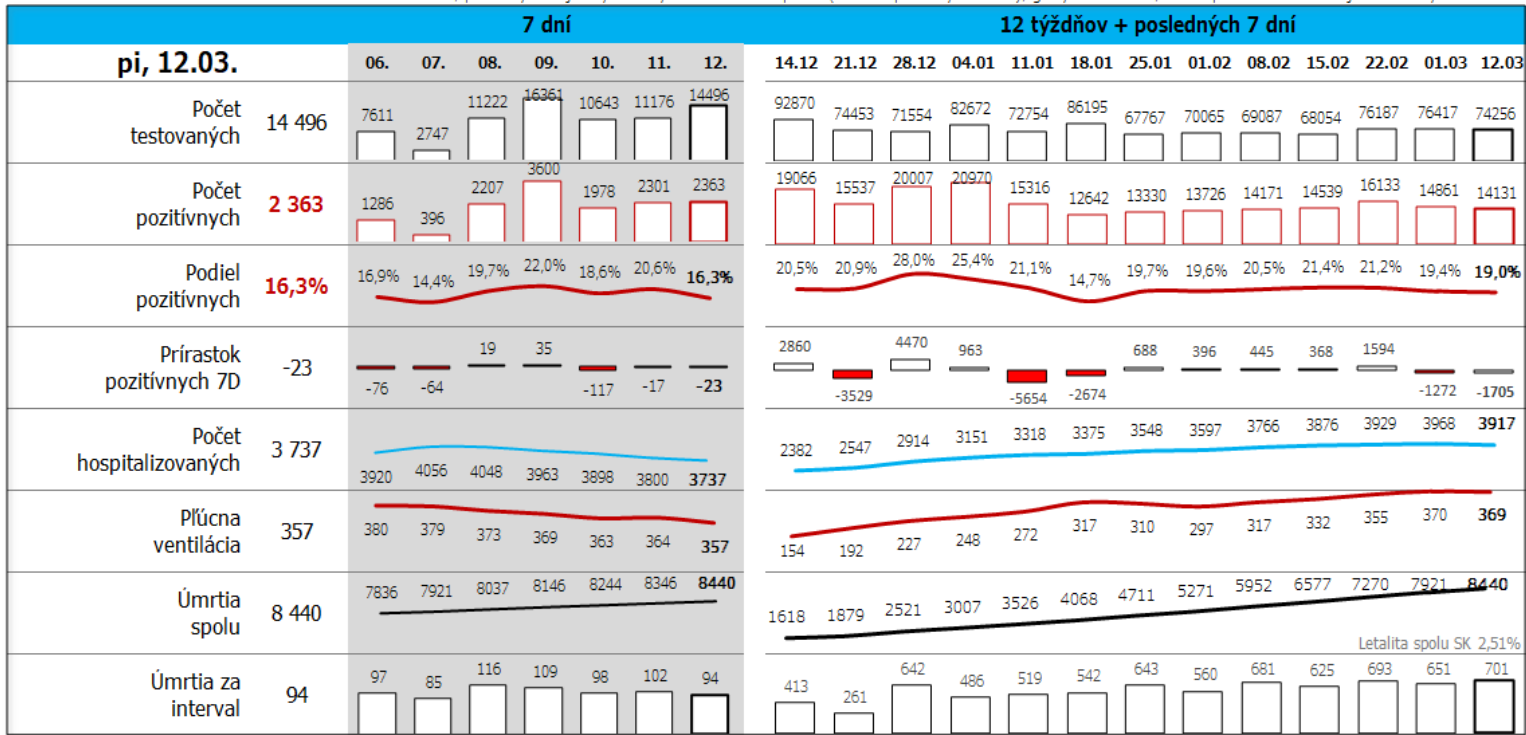 7 dní
12 týždňov + posledných 7 dní
pi, 12.03.
06. 07. 08. 09. 10. 11. 12.
14.12 21.12 28.12 04.01 11.01 18.01 25.01 01.02 08.02 15.02 22.02 01.03 12.03
Počet
testovaných
14 496
7611 2747 11222 16361 10643 11176 14496
92870 74453 71554 82672 72754 86195 67767 70065 69087 68054 76187 76417 74256
Počet
pozitívnych
2 363
1286 396 2207 3600 1978 2301 2363
19066 15537 20007 20970 15316 12642 13330 13726 14171 14539 16133 14861 14131
Podiel
pozitívnych
16,3%
16,9% 14,4% 19,7% 22,0% 18,6% 20,6% 16,3%
20,5% 20,9% 28,0% 25,4% 21,1% 14,7% 19,7% 19,6% 20,5% 21,4% 21,2% 19,4% 19,0%
Prírastok
pozitívnych 7D
-23
-76 -64 19 35 -117 -17 -23
2860 -3529 4470 963 -5654 -2674 688 396 445 368 1594 -1272 -1705
Počet
hospitalizovaných
3 737
3920 4056 4048 3963 3898 3800 3737
2382 2547 2914 3151 3318 3375 3548 3597 3766 3876 3929 3968 3917
Pľúcna
ventilácia
357
380 379 373 369 363 364 357
154 192 227 248 272 317 310 297 317 332 355 370 369
Úmrtia
spolu
8 440
7836 7921 8037 8146 8244 8346 8440
1618 1879 2521 3007 3526 4068 4711 5271 5952 6577 7270 7921 8440
Letalita spolu SK 2,51%
Úmrtia za
interval
94
97 85 116 109 98 102 94
413 261 642 486 519 542 643 560 681 625 693 651 701